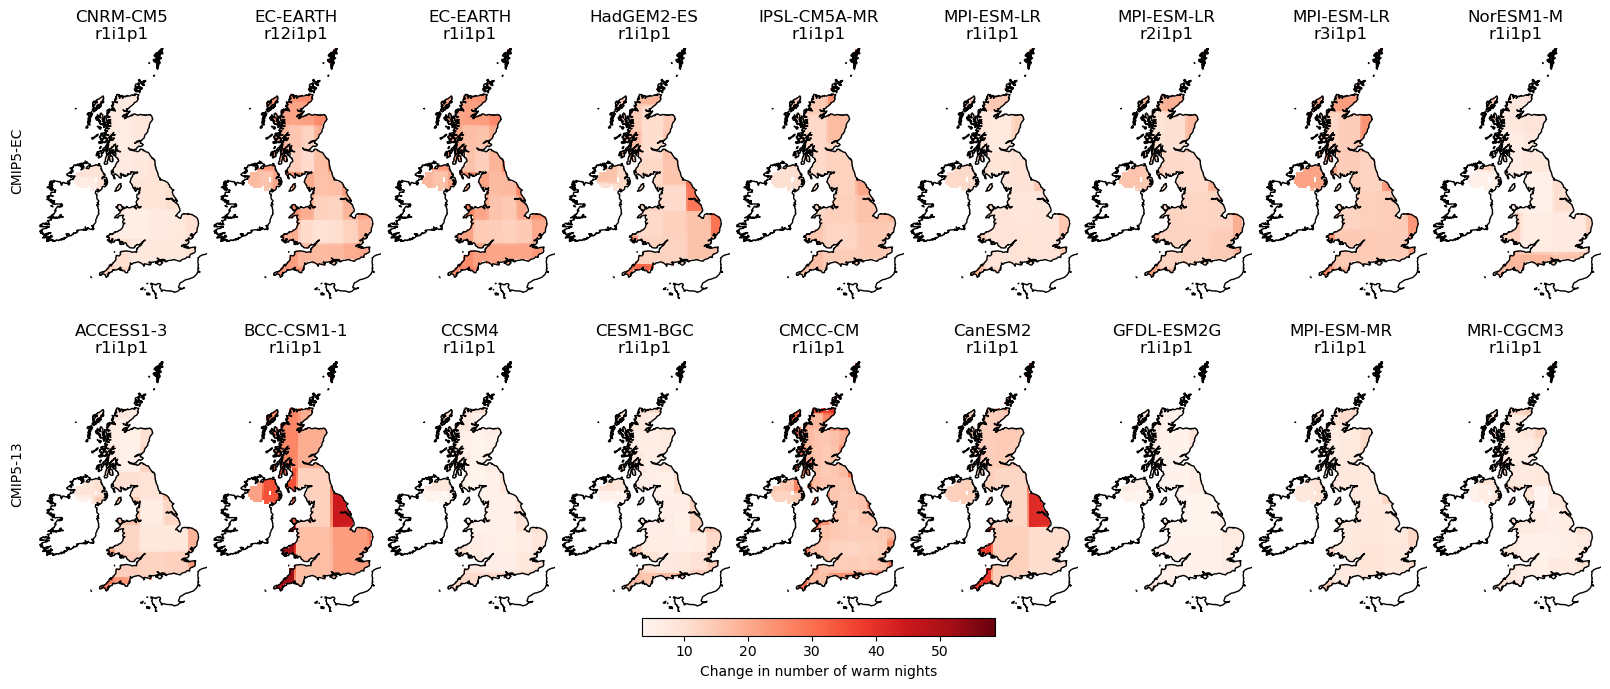 CNRM-CM5 EC-EARTH EC-EARTH HadGEM2-ES IPSL-CM5A-MR MPI-ESM-LR MPI-ESM-LR MPI-ESM-LR NorESM1-M
r1i1p1 r12i1p1 r1i1p1 r1i1p1 r1i1p1 r1i1p1 r2i1p1 r3i1p1 r1i1p1
CMIP5-EC
ACCESS1-3 BCC-CSM1-1 CCSM4 CESM1-BGC CMCC-CM CanESM2 GFDL-ESM2G MPI-ESM-MR MRI-CGCM3
r1i1p1 r1i1p1 r1i1p1 r1i1p1 r1i1p1 r1i1p1 r1i1p1 r1i1p1 r1i1p1
CMIP5-13
10 20 30 40 50
Change in number of warm nights